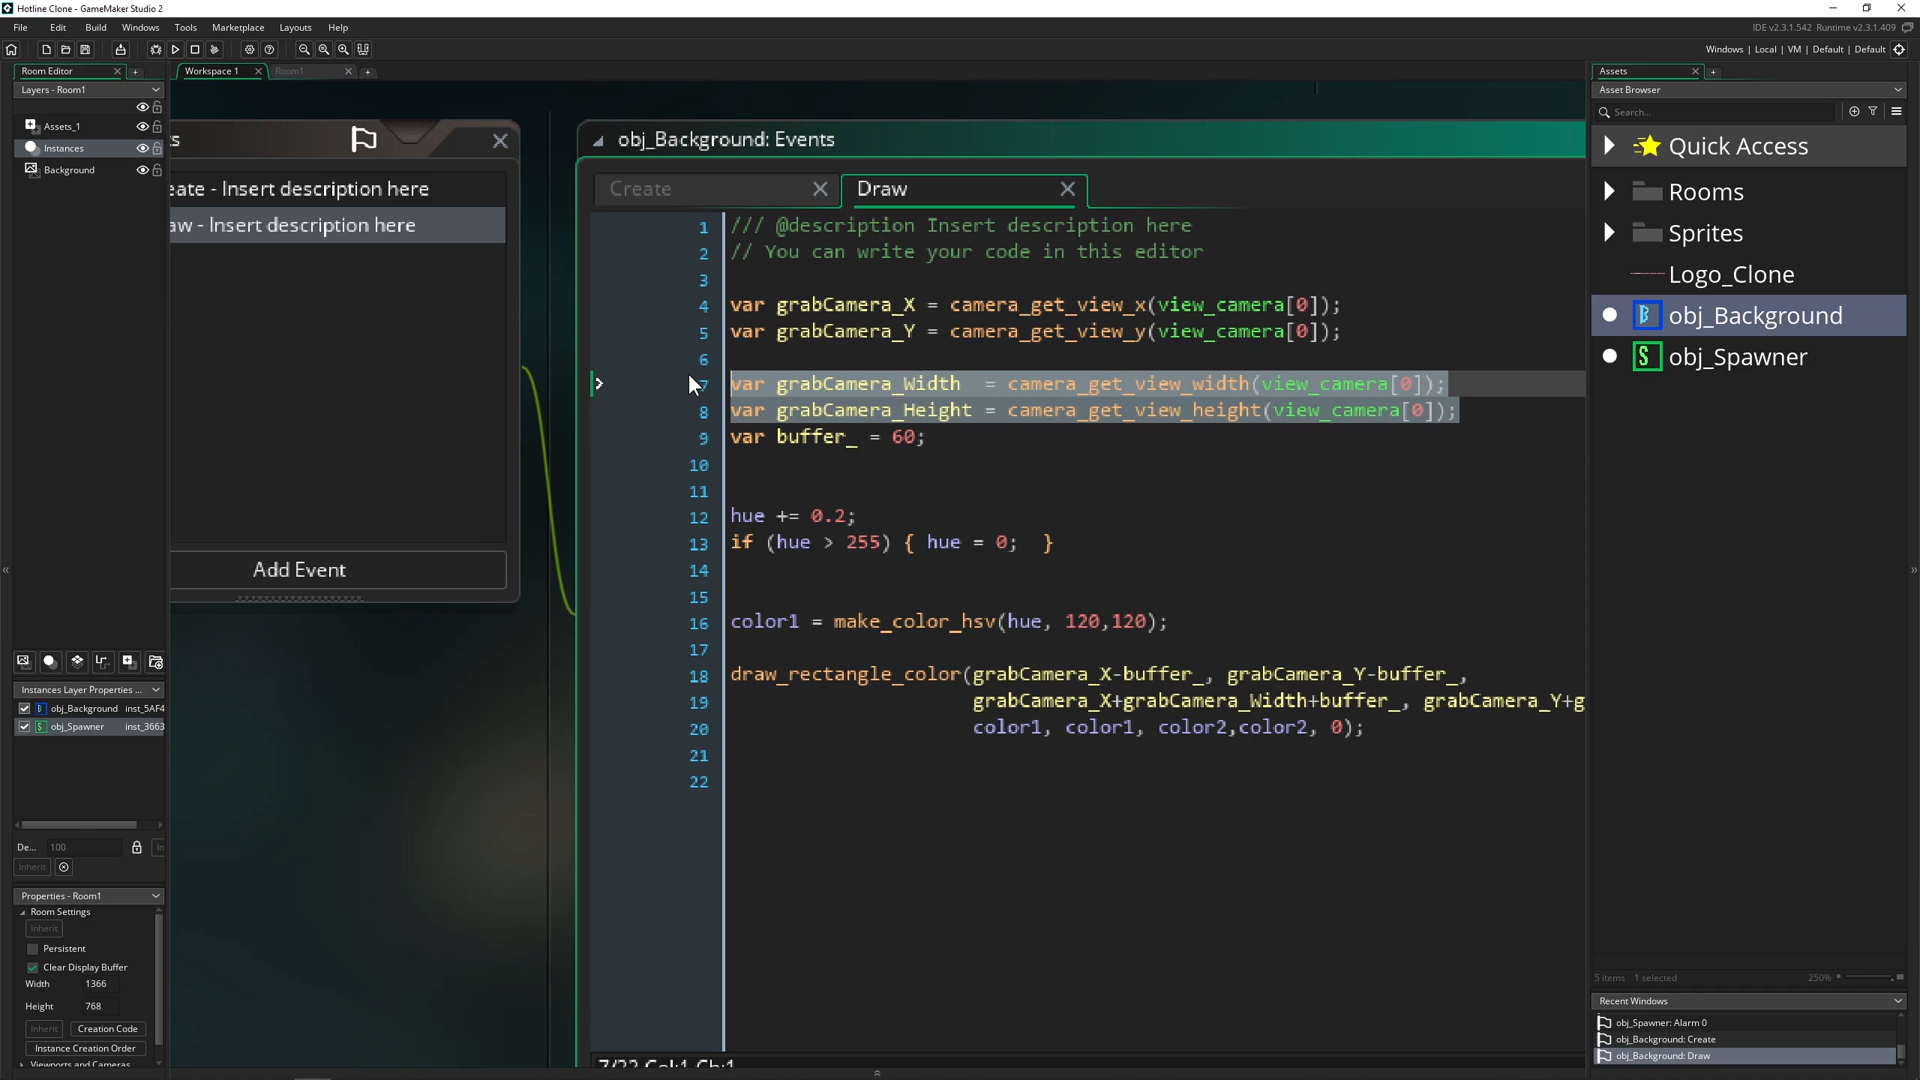 Hotline Clone - GameMaker Studio 2
File Edit Build Windows Tools Marketplace Layouts Help
IDE v2.3.1.542 Runtime v2.3.1.409
Windows | Local | VM | Default | Default
Room Editor
Layers - Room1
Assets_1
Instances
Background
Instances Layer Properties ...
obj_Background inst_5AF4
obj_Spawner inst_3663
De... 100
Inherit
Properties - Room1
Room Settings
Inherit
Persistent
Clear Display Buffer
Width 1366
Height 768
Inherit Creation Code
Instance Creation Order
Viewports and Cameras
Workspace 1 Room1
ts
eate - Insert description here
aw - Insert description here
Add Event
obj_Background: Events
Create Draw
1 /// @description Insert description here
2 // You can write your code in this editor
3
4 var grabCamera_X = camera_get_view_x(view_camera[0]);
5 var grabCamera_Y = camera_get_view_y(view_camera[0]);
6
7 var grabCamera_Width = camera_get_view_width(view_camera[0]);
8 var grabCamera_Height = camera_get_view_height(view_camera[0]);
9 var buffer_ = 60;
10
11
12 hue += 0.2;
13 if (hue > 255) { hue = 0; }
14
15
16 color1 = make_color_hsv(hue, 120,120);
17
18 draw_rectangle_color(grabCamera_X-buffer_, grabCamera_Y-buffer_,
19 grabCamera_X+grabCamera_Width+buffer_, grabCamera_Y+g
20 color1, color1, color2,color2, 0);
21
22
7/22 Col:1 Ch:1
Assets
Asset Browser
Search...
Quick Access
Rooms
Sprites
Logo_Clone
obj_Background
obj_Spawner
5 items 1 selected 250%
Recent Windows
obj_Spawner: Alarm 0
obj_Background: Create
obj_Background: Draw